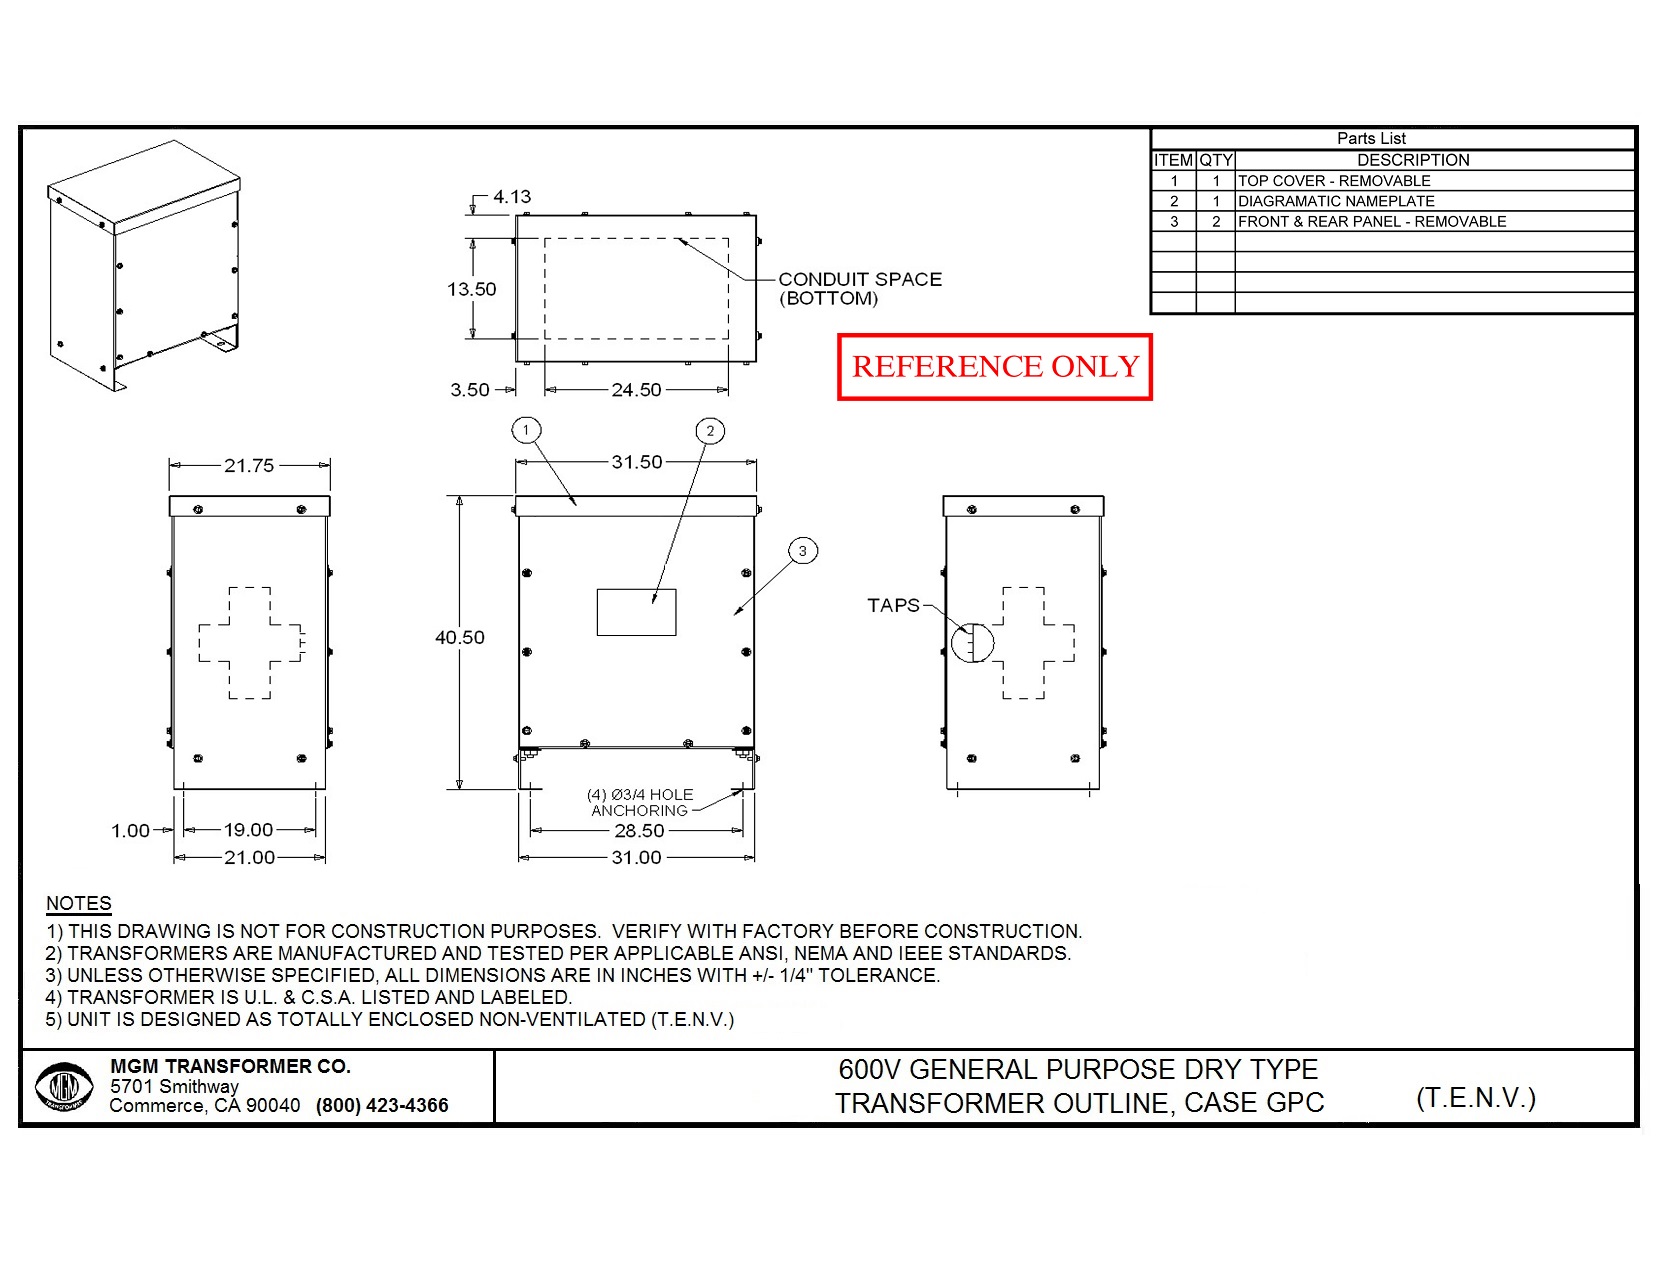 Parts List
ITEM QTY DESCRIPTION
1 1 TOP COVER - REMOVABLE
2 1 DIAGRAMATIC NAMEPLATE
3 2 FRONT & REAR PANEL - REMOVABLE
4.13
13.50
CONDUIT SPACE
(BOTTOM)
3.50
24.50
REFERENCE ONLY
1
2
21.75
31.50
3
TAPS
40.50
(4) Ø3/4 HOLE
ANCHORING
1.00
19.00
28.50
21.00
31.00
NOTES
1) THIS DRAWING IS NOT FOR CONSTRUCTION PURPOSES. VERIFY WITH FACTORY BEFORE CONSTRUCTION.
2) TRANSFORMERS ARE MANUFACTURED AND TESTED PER APPLICABLE ANSI, NEMA AND IEEE STANDARDS.
3) UNLESS OTHERWISE SPECIFIED, ALL DIMENSIONS ARE IN INCHES WITH +/- 1/4" TOLERANCE.
4) TRANSFORMER IS U.L. & C.S.A. LISTED AND LABELED.
5) UNIT IS DESIGNED AS TOTALLY ENCLOSED NON-VENTILATED (T.E.N.V.)
MGM
MGM TRANSFORMER CO.
5701 Smithway
Commerce, CA 90040 (800) 423-4366
600V GENERAL PURPOSE DRY TYPE
TRANSFORMER OUTLINE, CASE GPC
(T.E.N.V.)